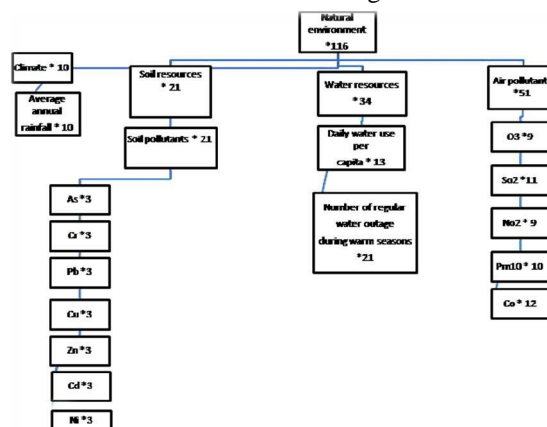 Natural
environment
*116
Climate * 10
Average
annual
rainfall * 10
Soil resources
* 21
Soil pollutants * 21
As *3
Cr *3
Pb *3
Cu *3
Zn *3
Cd *3
Ni *3
Water resources
* 34
Daily water use
per
capita * 13
Number of regular
water outage
during warm seasons
*21
Air pollutant
*51
O3 *9
So2 *11
No2 * 9
Pm10 * 10
Co * 12